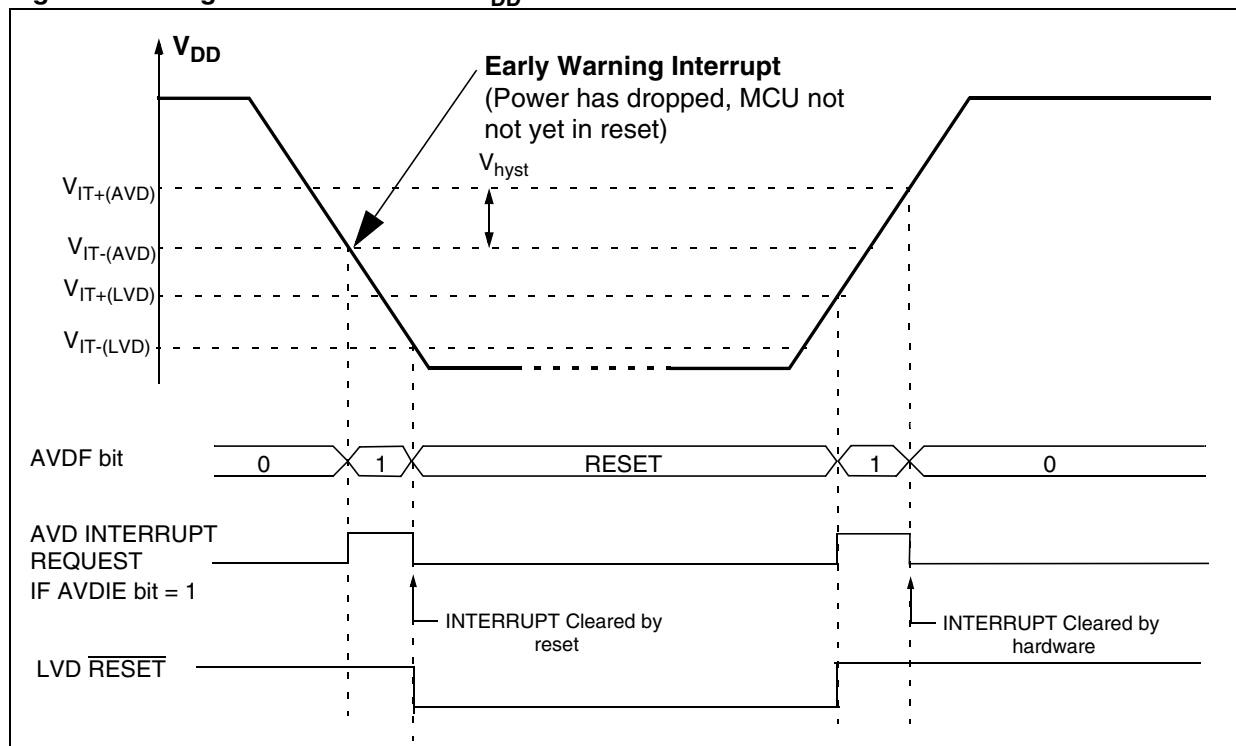 DD
VDD
Early Warning Interrupt
(Power has dropped, MCU not
not yet in reset)
Vhyst
VIT+(AVD)
VIT-(AVD)
VIT+(LVD)
VIT-(LVD)
AVDF bit
0
1
RESET
1
0
AVD INTERRUPT
REQUEST
IF AVDIE bit = 1
INTERRUPT Cleared by
reset
INTERRUPT Cleared by
hardware
LVD RESET